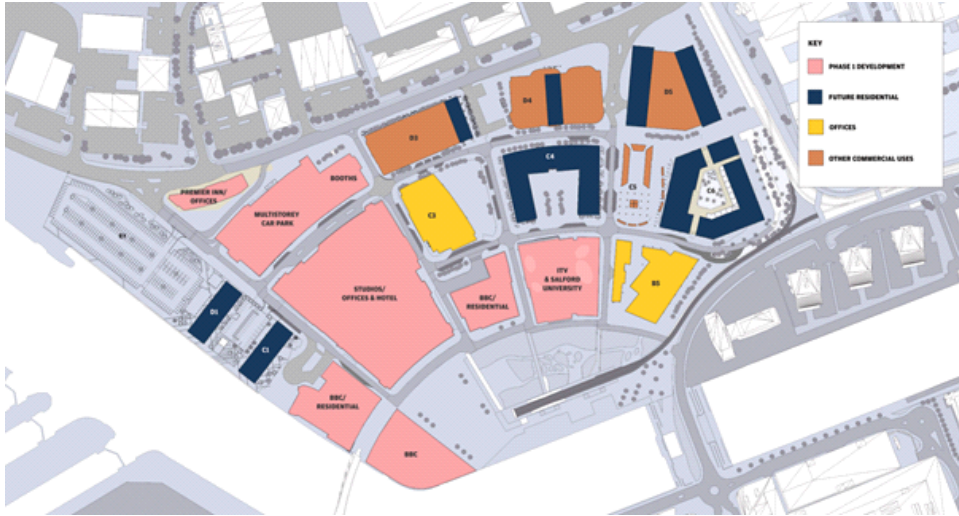 KEY
PHASE 1 DEVELOPMENT
FUTURE RESIDENTIAL
OFFICES
OTHER COMMERCIAL USES
D5
D4
D3
C4
C5
C6
BOOTHS
PREMIER INN/
OFFICES
MULTISTOREY
CAR PARK
C3
E1
STUDIOS/
OFFICES & HOTEL
BBC/
RESIDENTIAL
ITV
& SALFORD
UNIVERSITY
B5
D1
C1
BBC/
RESIDENTIAL
BBC